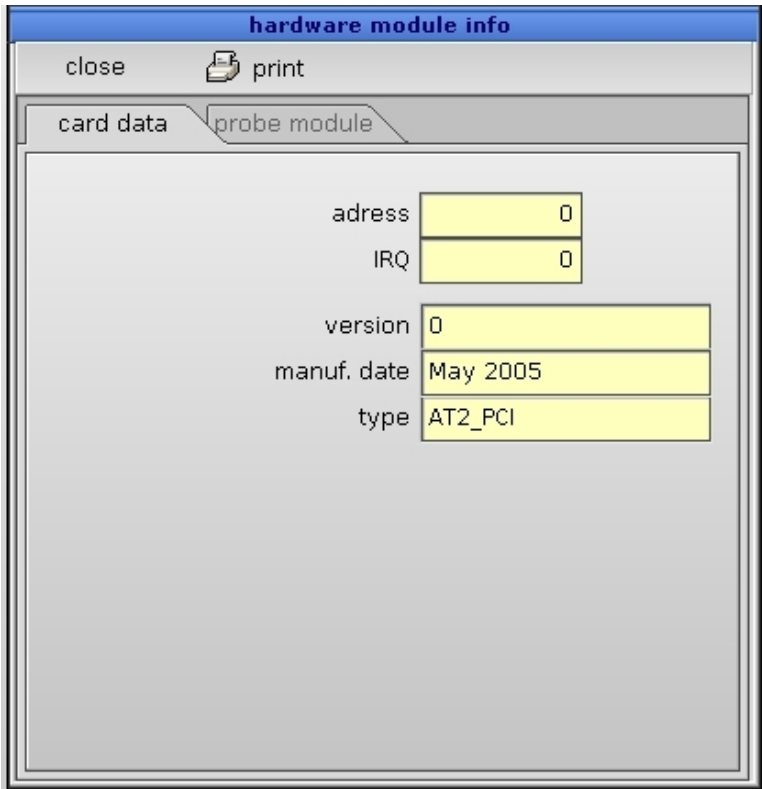 hardware module info
close print
card data probe module
adress 0
IRQ 0
version 0
manuf. date May 2005
type AT2_PCI